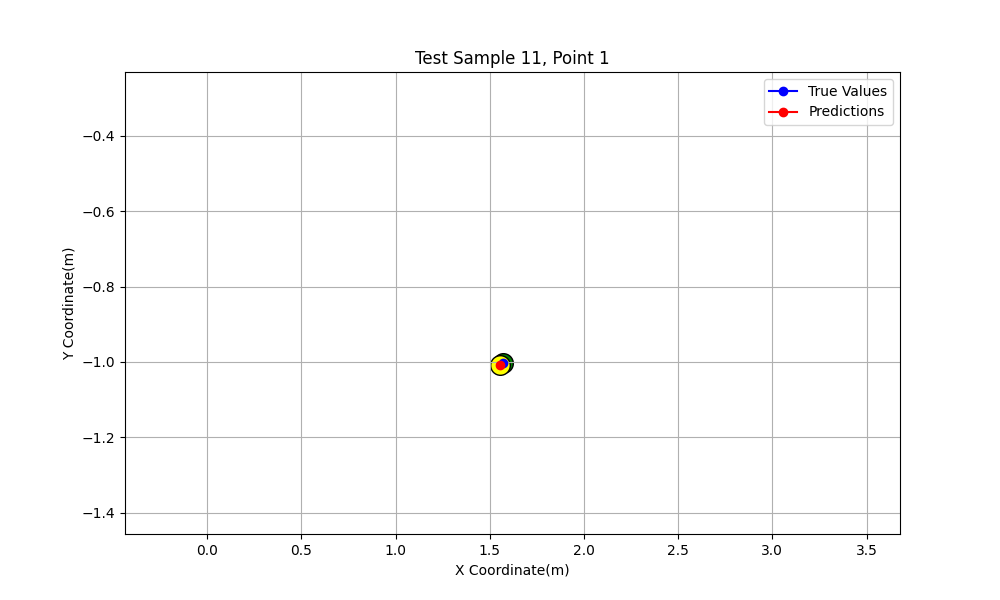 Test Sample 11, Point 1
True Values
Predictions
−0.4
−0.6
−0.8
−1.0
−1.2
−1.4
Y Coordinate(m)
0.0 0.5 1.0 1.5 2.0 2.5 3.0 3.5
X Coordinate(m)